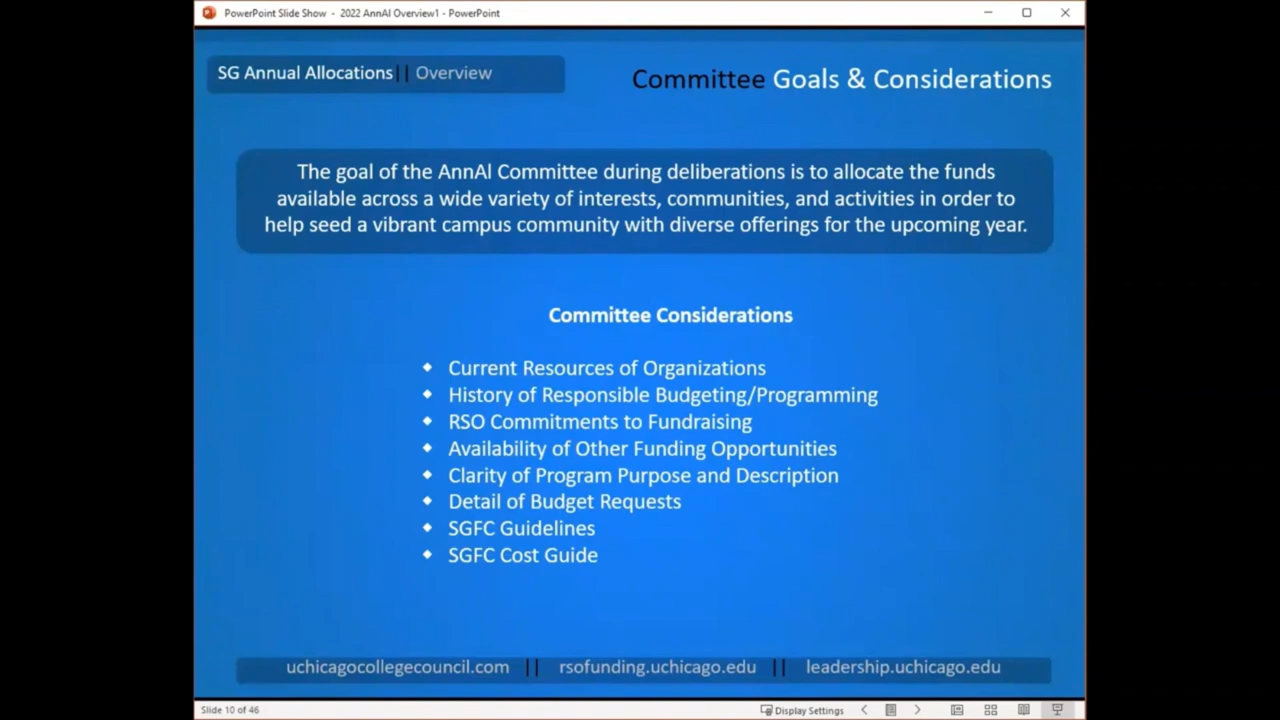 PowerPoint Slide Show - 2022 AnnAl Overview1 - PowerPoint
SG Annual Allocations || Overview
Committee Goals & Considerations
The goal of the AnnAl Committee during deliberations is to allocate the funds
available across a wide variety of interests, communities, and activities in order to
help seed a vibrant campus community with diverse offerings for the upcoming year.
Committee Considerations
Current Resources of Organizations
History of Responsible Budgeting/Programming
RSO Commitments to Fundraising
Availability of Other Funding Opportunities
Clarity of Program Purpose and Description
Detail of Budget Requests
SGFC Guidelines
SGFC Cost Guide
uchicagocollegecouncil.com || rsofunding.uchicago.edu || leadership.uchicago.edu
Slide 10 of 46
Display Settings